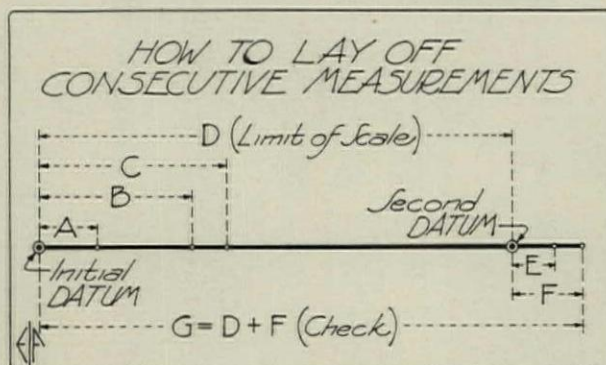 HOW TO LAY OFF
CONSECUTIVE MEASUREMENTS
D (Limit of Scale)
C
B
A
Second
DATUM
Initial
DATUM
E
F
G = D + F (Check)